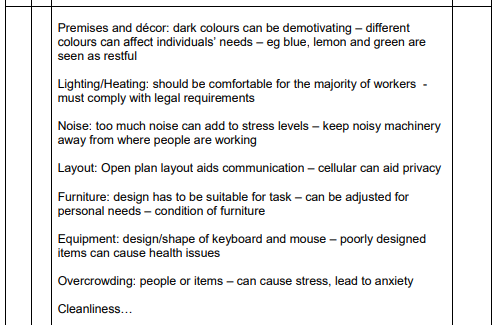 Premises and décor: dark colours can be demotivating – different
colours can affect individuals' needs – eg blue, lemon and green are
seen as restful
Lighting/Heating: should be comfortable for the majority of workers -
must comply with legal requirements
Noise: too much noise can add to stress levels – keep noisy machinery
away from where people are working
Layout: Open plan layout aids communication – cellular can aid privacy
Furniture: design has to be suitable for task – can be adjusted for
personal needs – condition of furniture
Equipment: design/shape of keyboard and mouse – poorly designed
items can cause health issues
Overcrowding: people or items – can cause stress, lead to anxiety
Cleanliness…